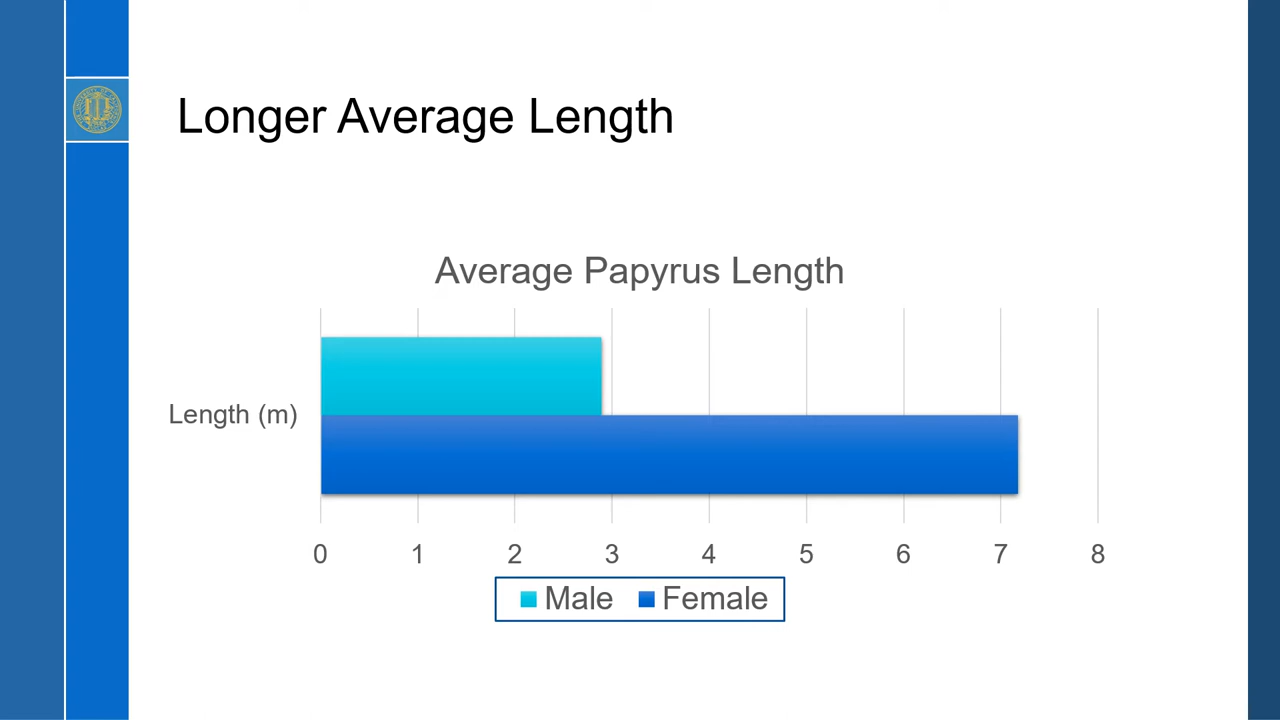 Longer Average Length
Average Papyrus Length
Length (m)
0 1 2 3 4 5 6 7 8
Male Female